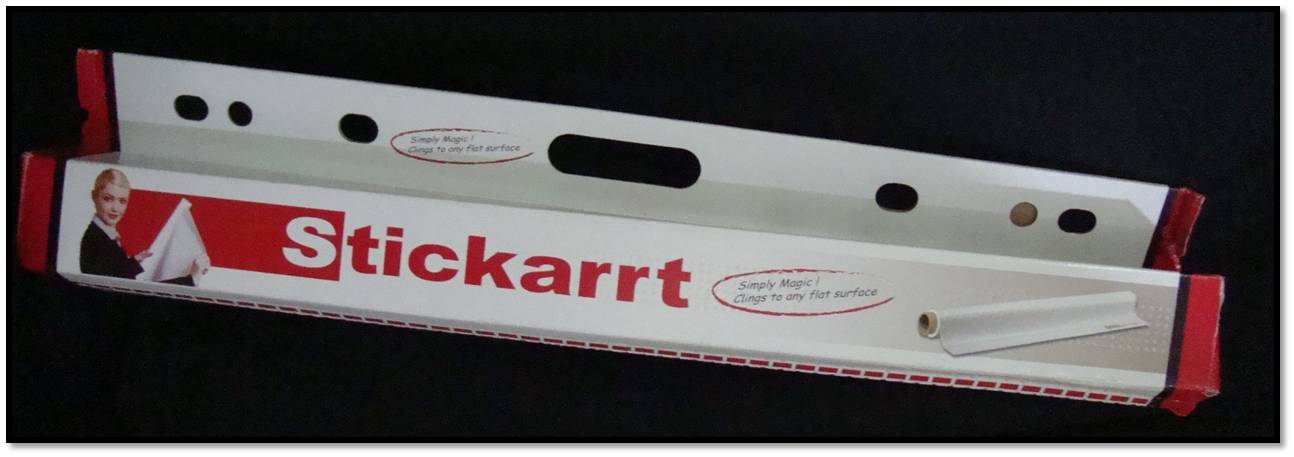 Simply Magic !
Clings to any flat surface
Stickarrt
Simply Magic !
Clings to any flat surface